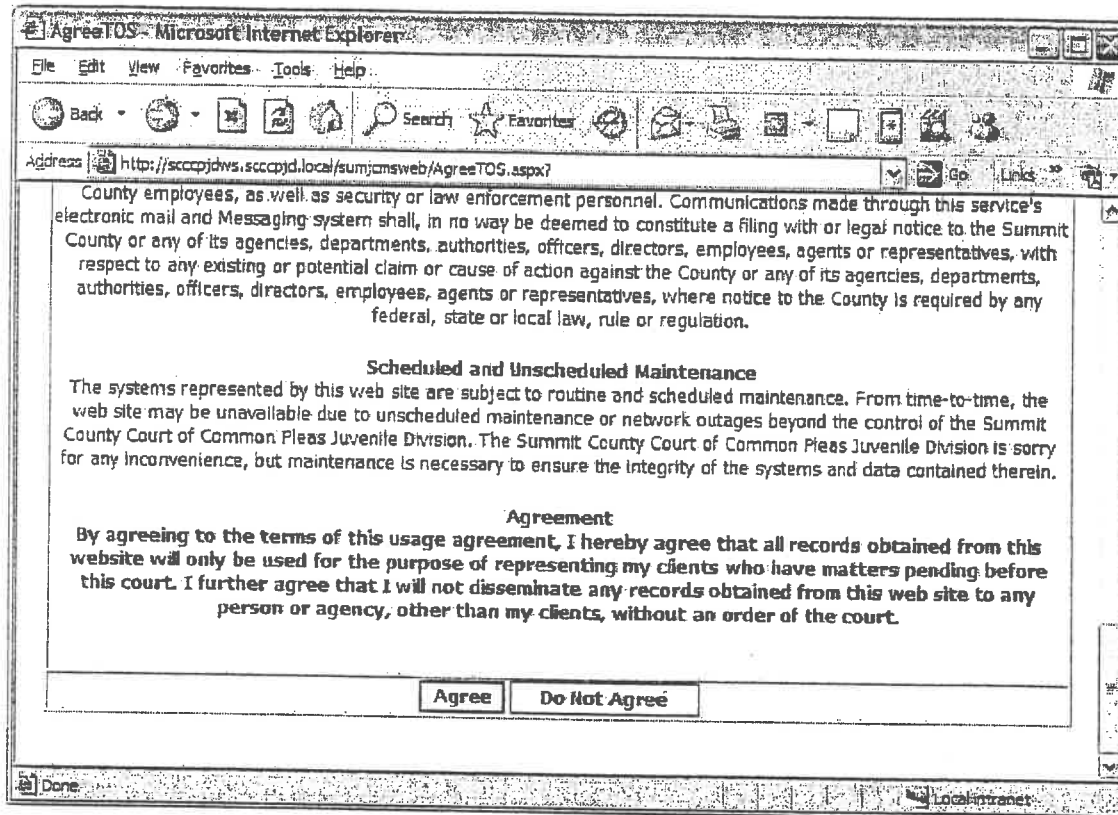 AgreeTOS - Microsoft Internet Explorer
File Edit View Favorites Tools Help
Back Search Favorites
Address http://scccpjdws.scccpjd.local/sumjcmsweb/AgreeTOS.aspx? Go Links »
County employees, as well as security or law enforcement personnel. Communications made through this service's
electronic mail and Messaging system shall, in no way be deemed to constitute a filing with or legal notice to the Summit
County or any of its agencies, departments, authorities, officers, directors, employees, agents or representatives, with
respect to any existing or potential claim or cause of action against the County or any of its agencies, departments,
authorities, officers, directors, employees, agents or representatives, where notice to the County is required by any
federal, state or local law, rule or regulation.
Scheduled and Unscheduled Maintenance
The systems represented by this web site are subject to routine and scheduled maintenance. From time-to-time, the
web site may be unavailable due to unscheduled maintenance or network outages beyond the control of the Summit
County Court of Common Pleas Juvenile Division. The Summit County Court of Common Pleas Juvenile Division is sorry
for any inconvenience, but maintenance is necessary to ensure the integrity of the systems and data contained therein.
Agreement
By agreeing to the terms of this usage agreement, I hereby agree that all records obtained from this
website will only be used for the purpose of representing my clients who have matters pending before
this court. I further agree that I will not disseminate any records obtained from this web site to any
person or agency, other than my clients, without an order of the court.
Agree Do Not Agree
Done Local intranet